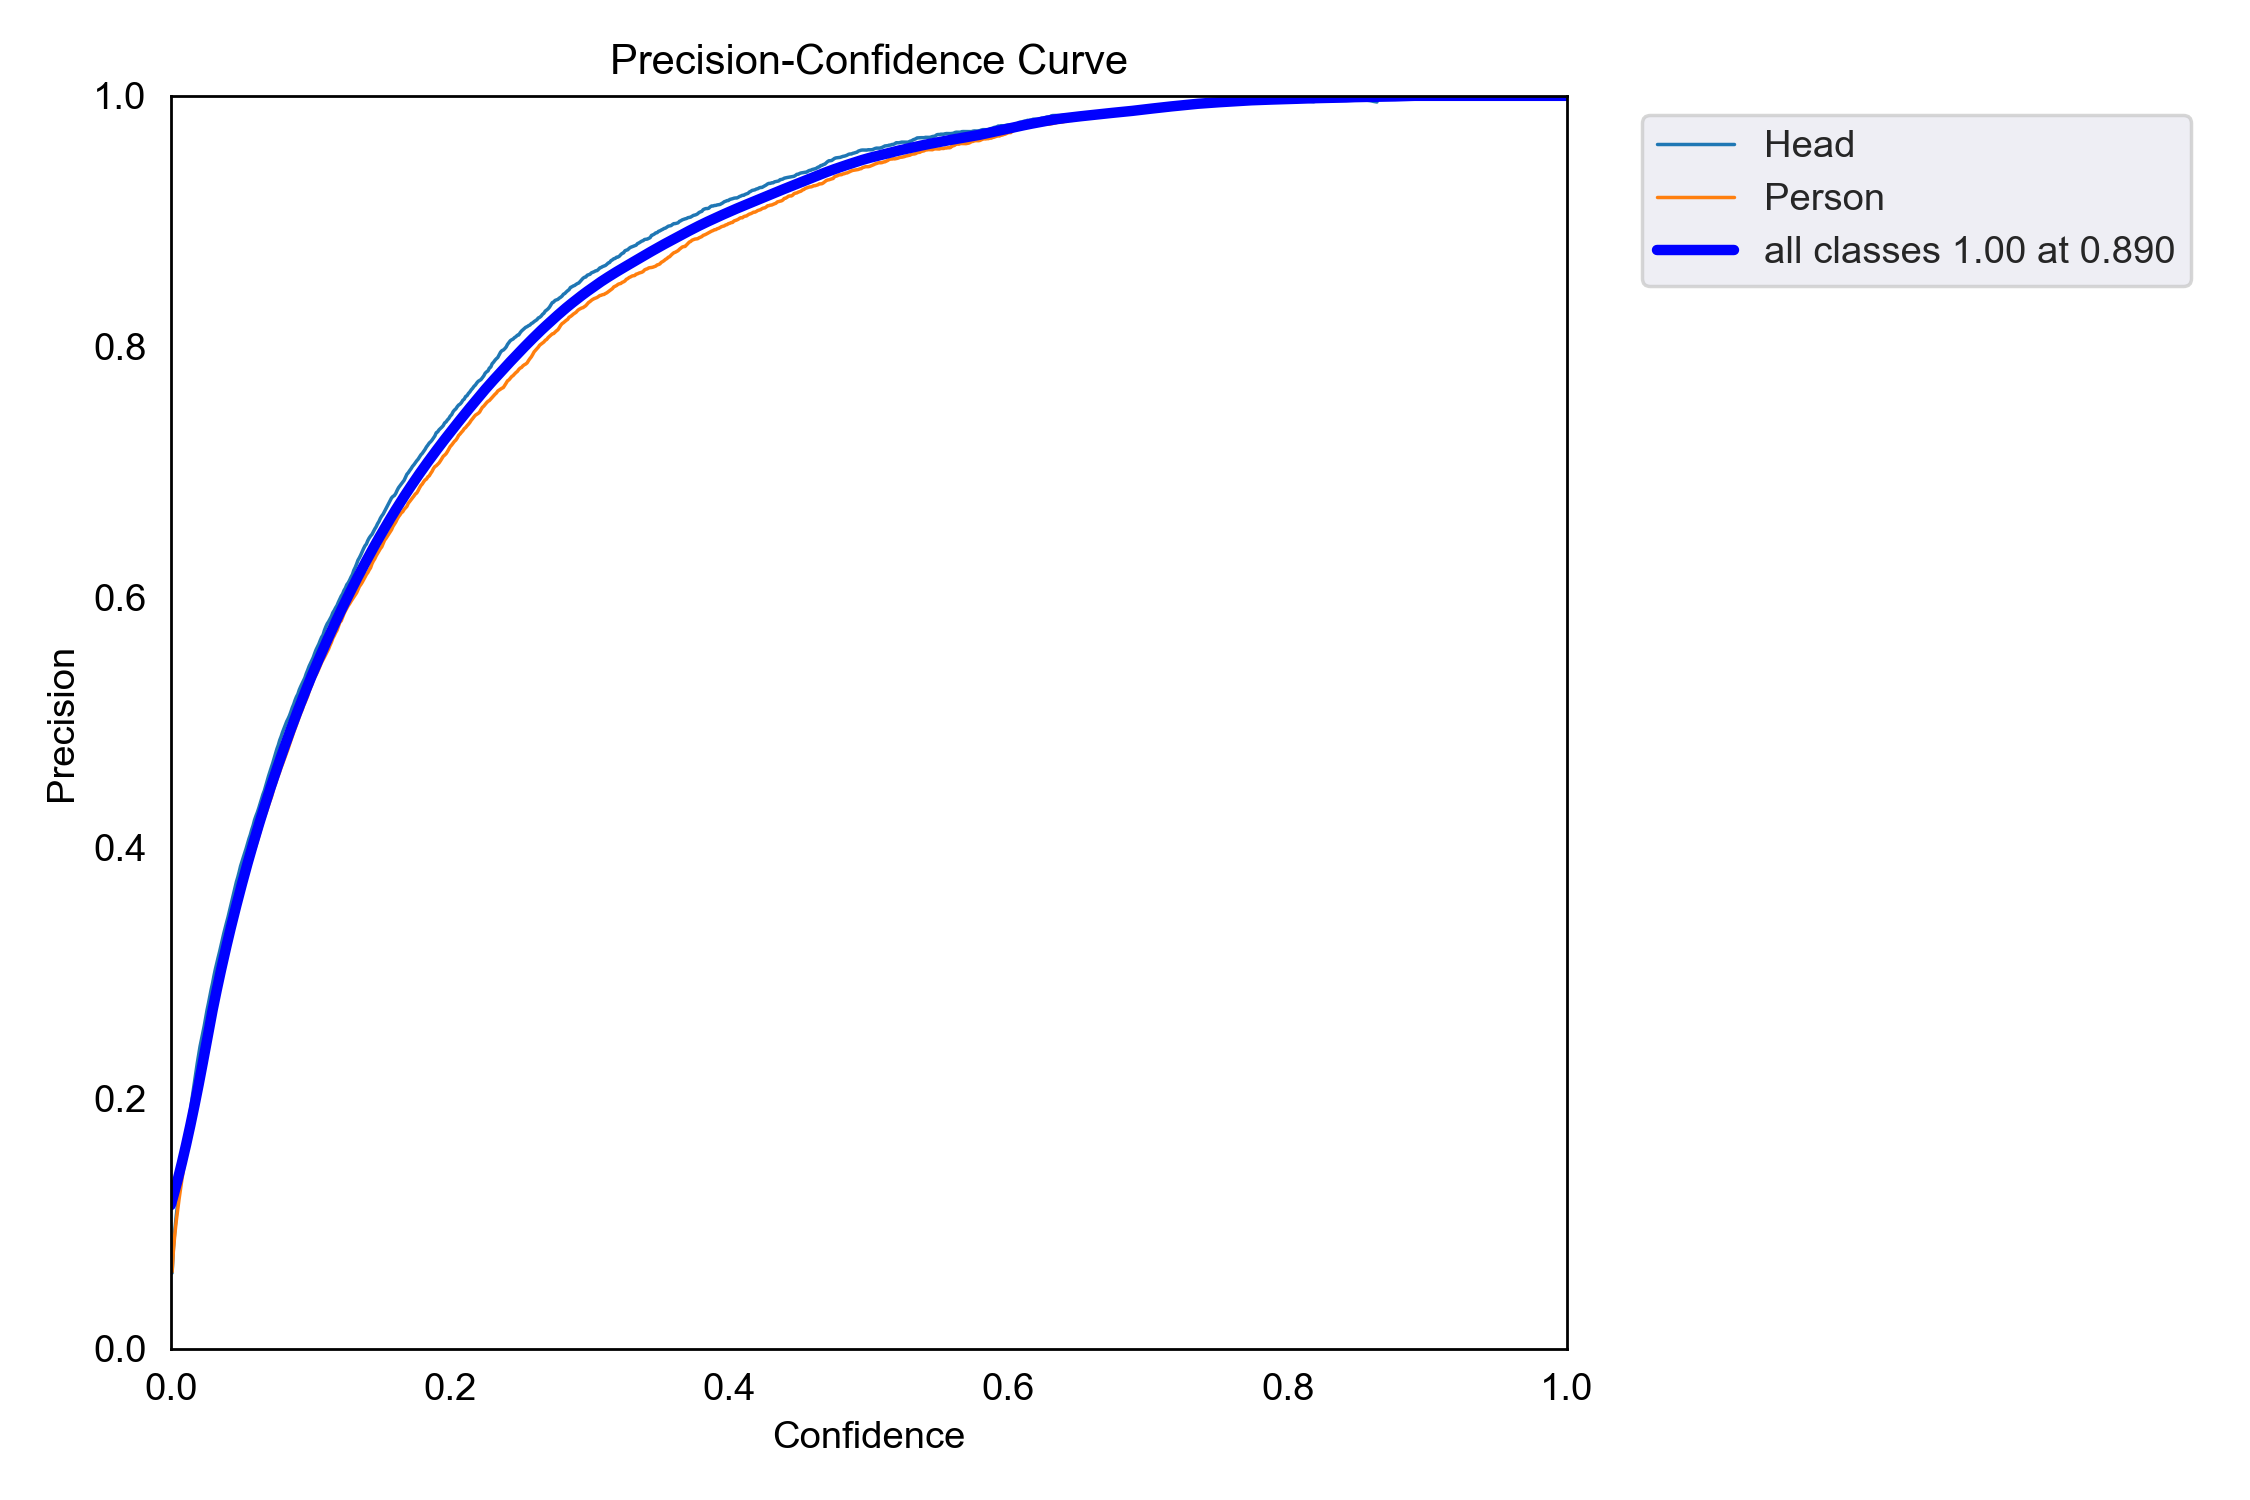 Precision-Confidence Curve
1.0
0.8
0.6
0.4
0.2
0.0
Precision
0.0 0.2 0.4 0.6 0.8 1.0
Confidence
Head
Person
all classes 1.00 at 0.890